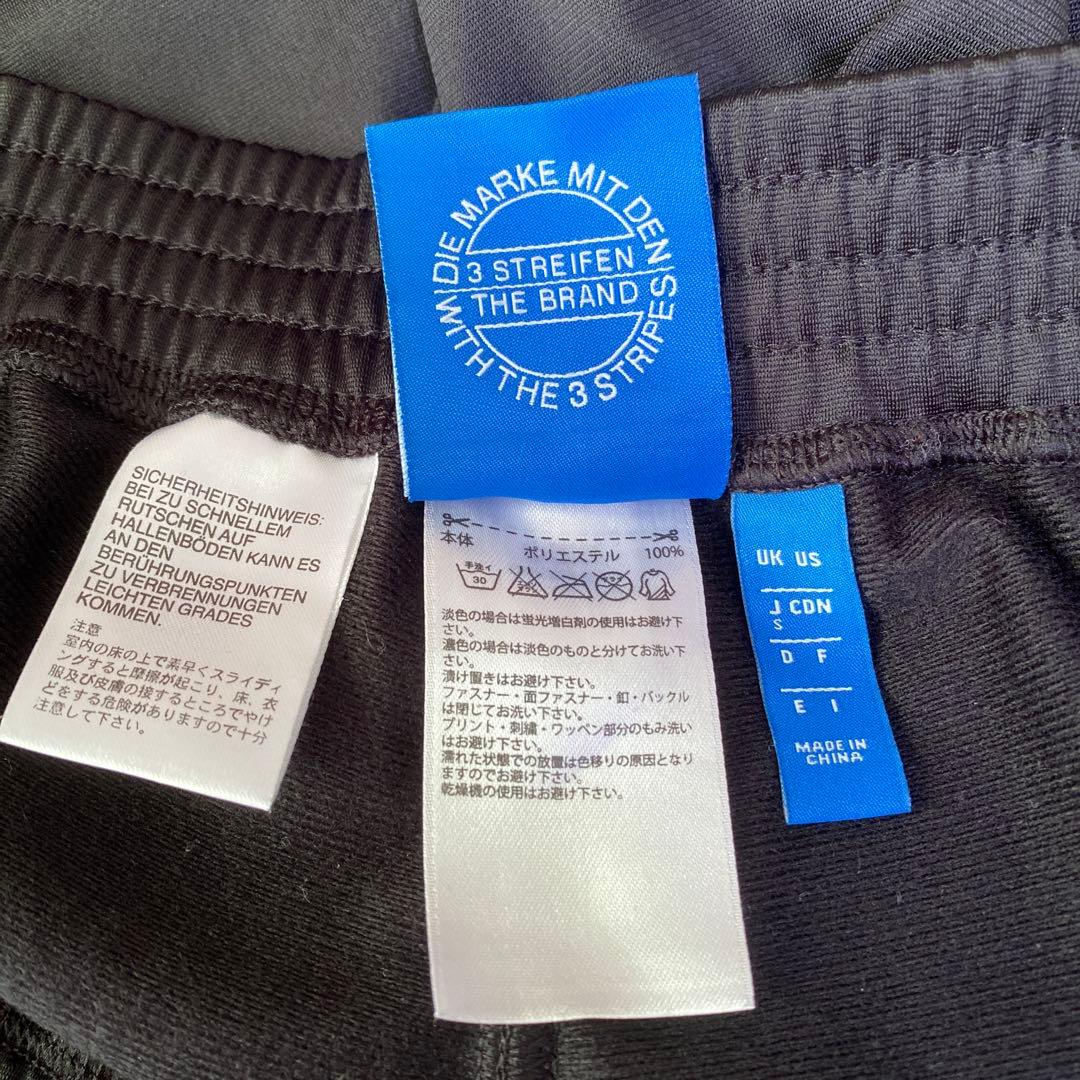 DIE MARKE MIT DEN
3 STREIFEN
THE BRAND
WITH THE 3 STRIPES
SICHERHEITSHINWEIS:
BEI ZU SCHNELLEM
RUTSCHEN AUF
HALLENBÖDEN KANN ES
AN DEN
BERÜHRUNGSPUNKTEN
ZU VERBRENNUNGEN
LEICHTEN GRADES
KOMMEN.
注意
室内の床の上で素早くスライディ
ングすると摩擦が起こり、床、衣
服及び皮膚の接するところでやけ
どをする危険がありますので十分
注意して下さい。
本体 ポリエステル 100%
手洗イ
30
淡色の場合は蛍光増白剤の使用はお避け下
さい。
濃色の場合は淡色のものと分けてお洗い下
さい。
漬け置きはお避け下さい。
ファスナー・面ファスナー・釦・バックル
は閉じてお洗い下さい。
プリント・刺繍・ワッペン部分のもみ洗い
はお避け下さい。
濡れた状態での放置は色移りの原因となり
ますのでお避け下さい。
乾燥機の使用はお避け下さい。
UK US
J CDN
S
D F
E I
MADE IN
CHINA